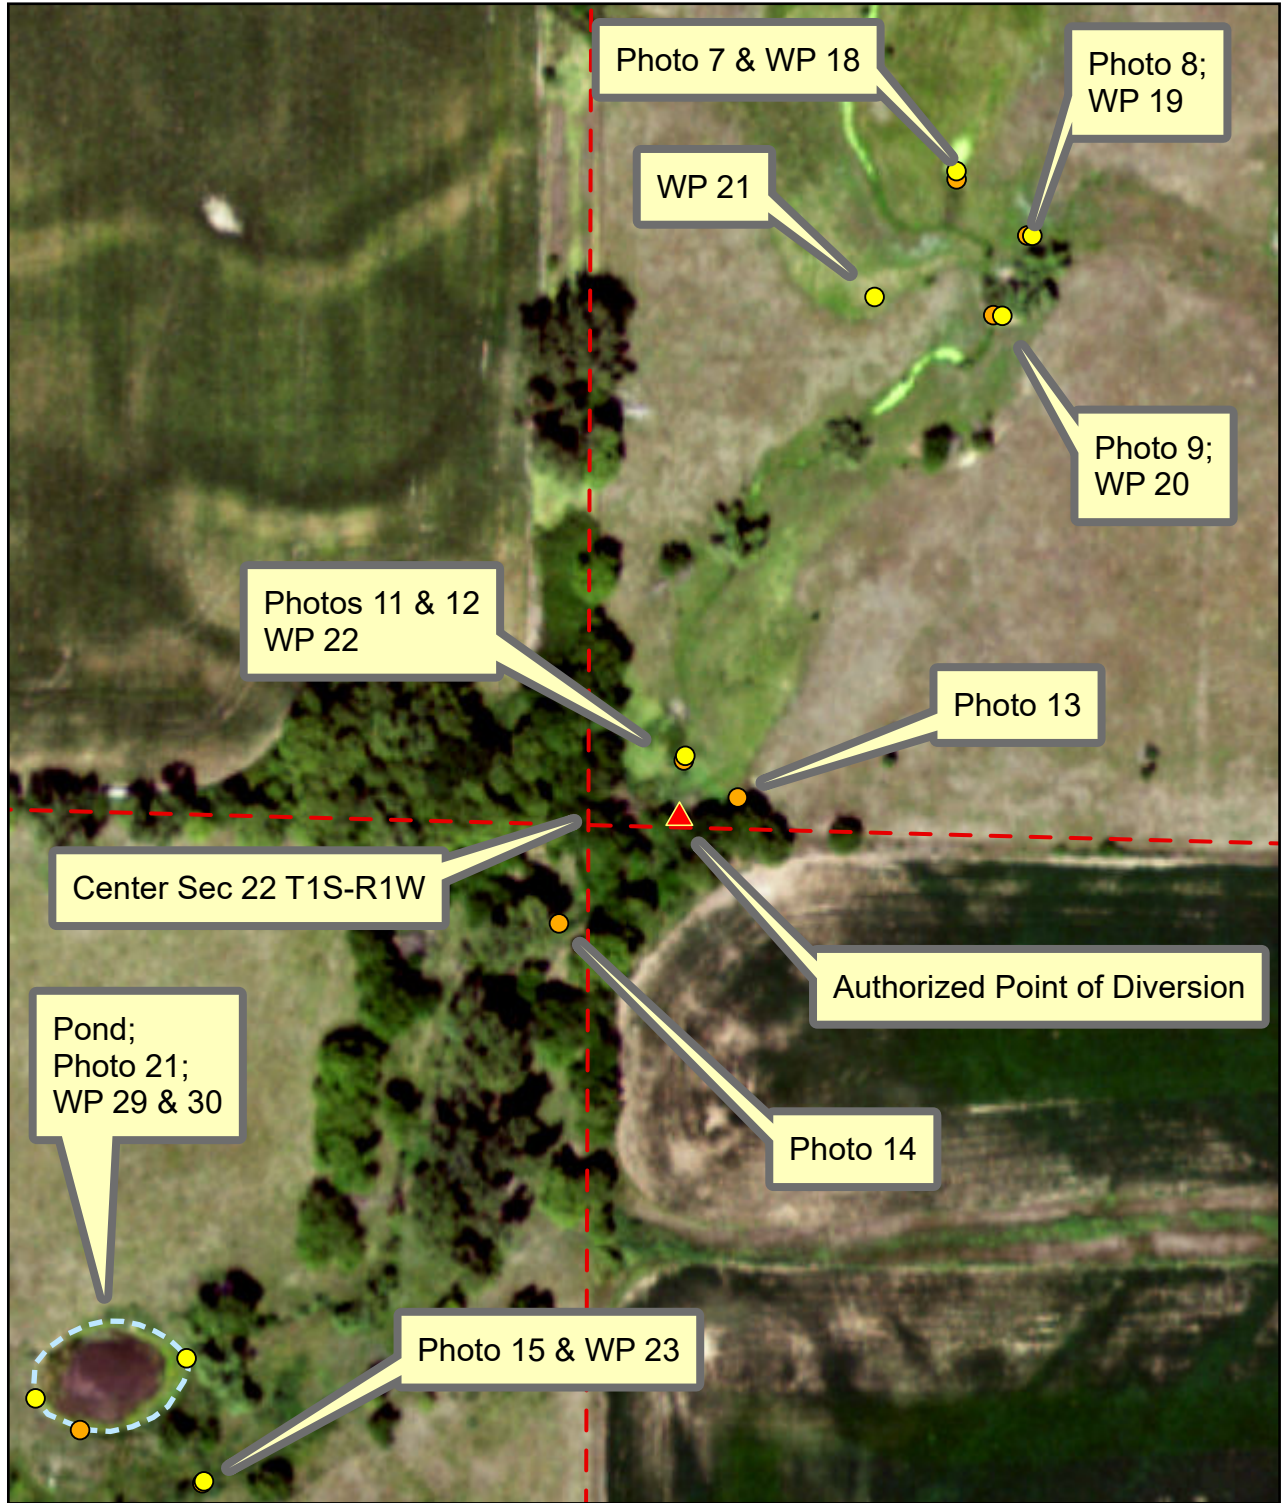 Photo 7 & WP 18
Photo 8;
WP 19
WP 21
Photo 9;
WP 20
Photos 11 & 12
WP 22
Photo 13
Center Sec 22 T1S-R1W
Authorized Point of Diversion
Pond;
Photo 21;
WP 29 & 30
Photo 14
Photo 15 & WP 23